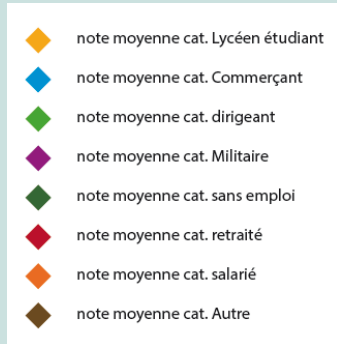 note moyenne cat. Lycéen étudiant
note moyenne cat. Commerçant
note moyenne cat. dirigeant
note moyenne cat. Militaire
note moyenne cat. sans emploi
note moyenne cat. retraité
note moyenne cat. salarié
note moyenne cat. Autre